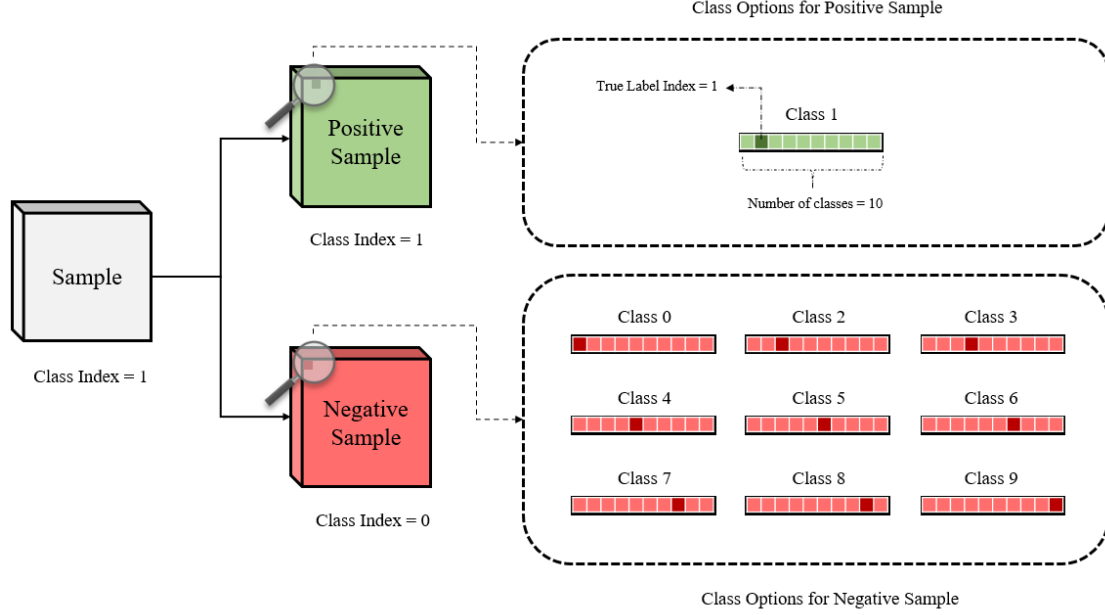 Class Options for Positive Sample
True Label Index = 1
Class 1
Number of classes = 10
Positive
Sample
Class Index = 1
Sample
Class Index = 1
Negative
Sample
Class Index = 0
Class 0
Class 2
Class 3
Class 4
Class 5
Class 6
Class 7
Class 8
Class 9
Class Options for Negative Sample